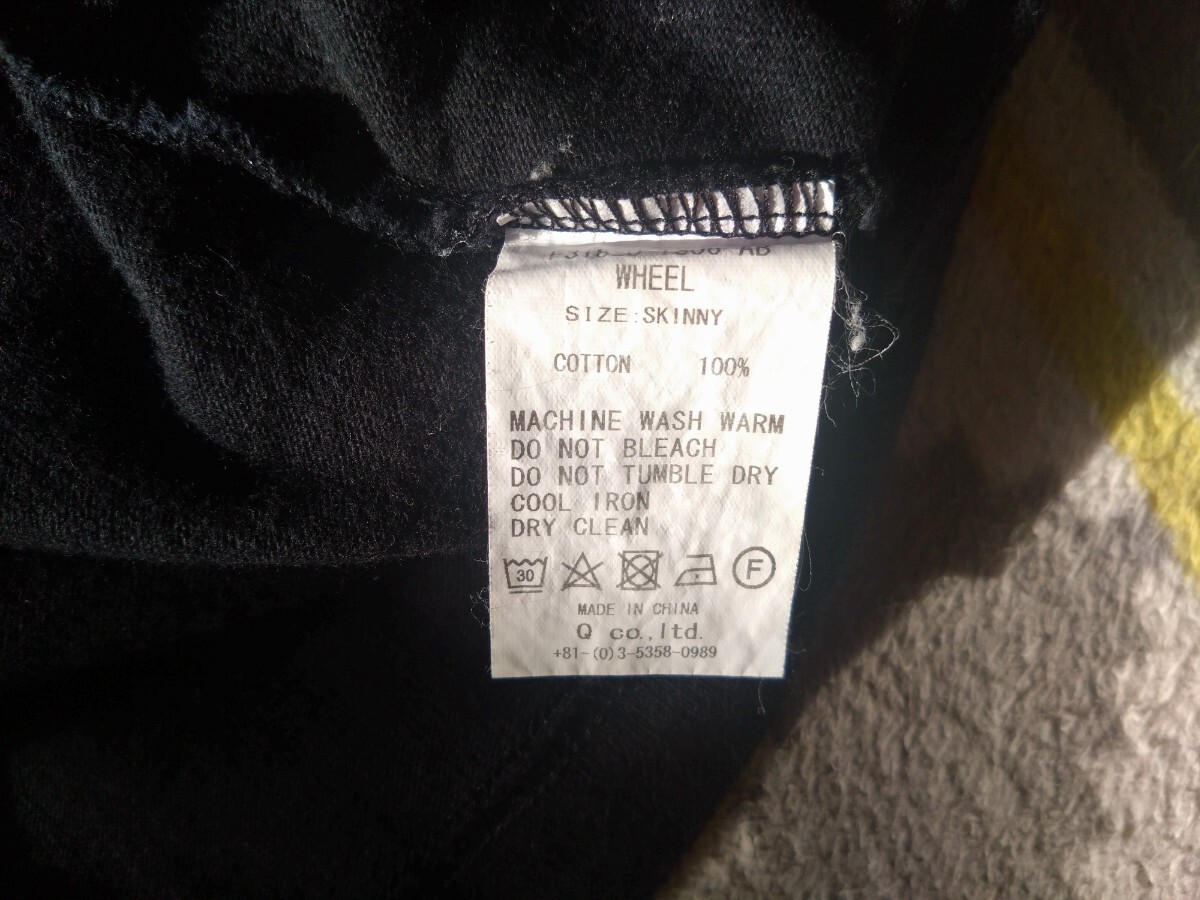 AB
WHEEL
SIZE:SKINNY
COTTON 100%
MACHINE WASH WARM
DO NOT BLEACH
DO NOT TUMBLE DRY
COOL IRON
DRY CLEAN
30 F
MADE IN CHINA
Q co.,ltd.
+81-(0)3-5358-0989